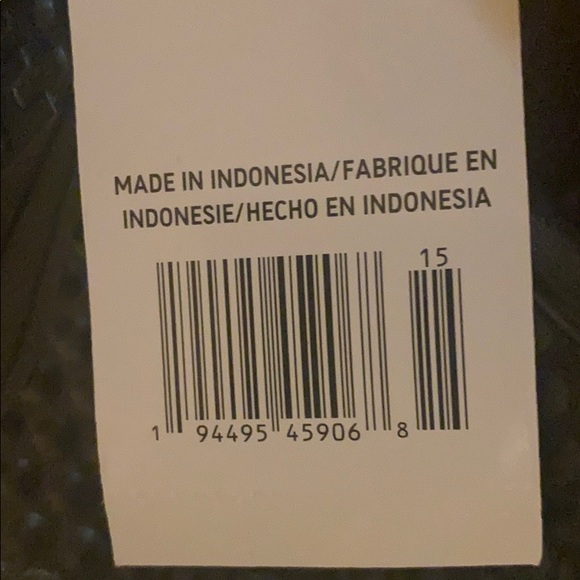 MADE IN INDONESIA/FABRIQUE EN
INDONESIE/HECHO EN INDONESIA
15
1 94495 45906 8